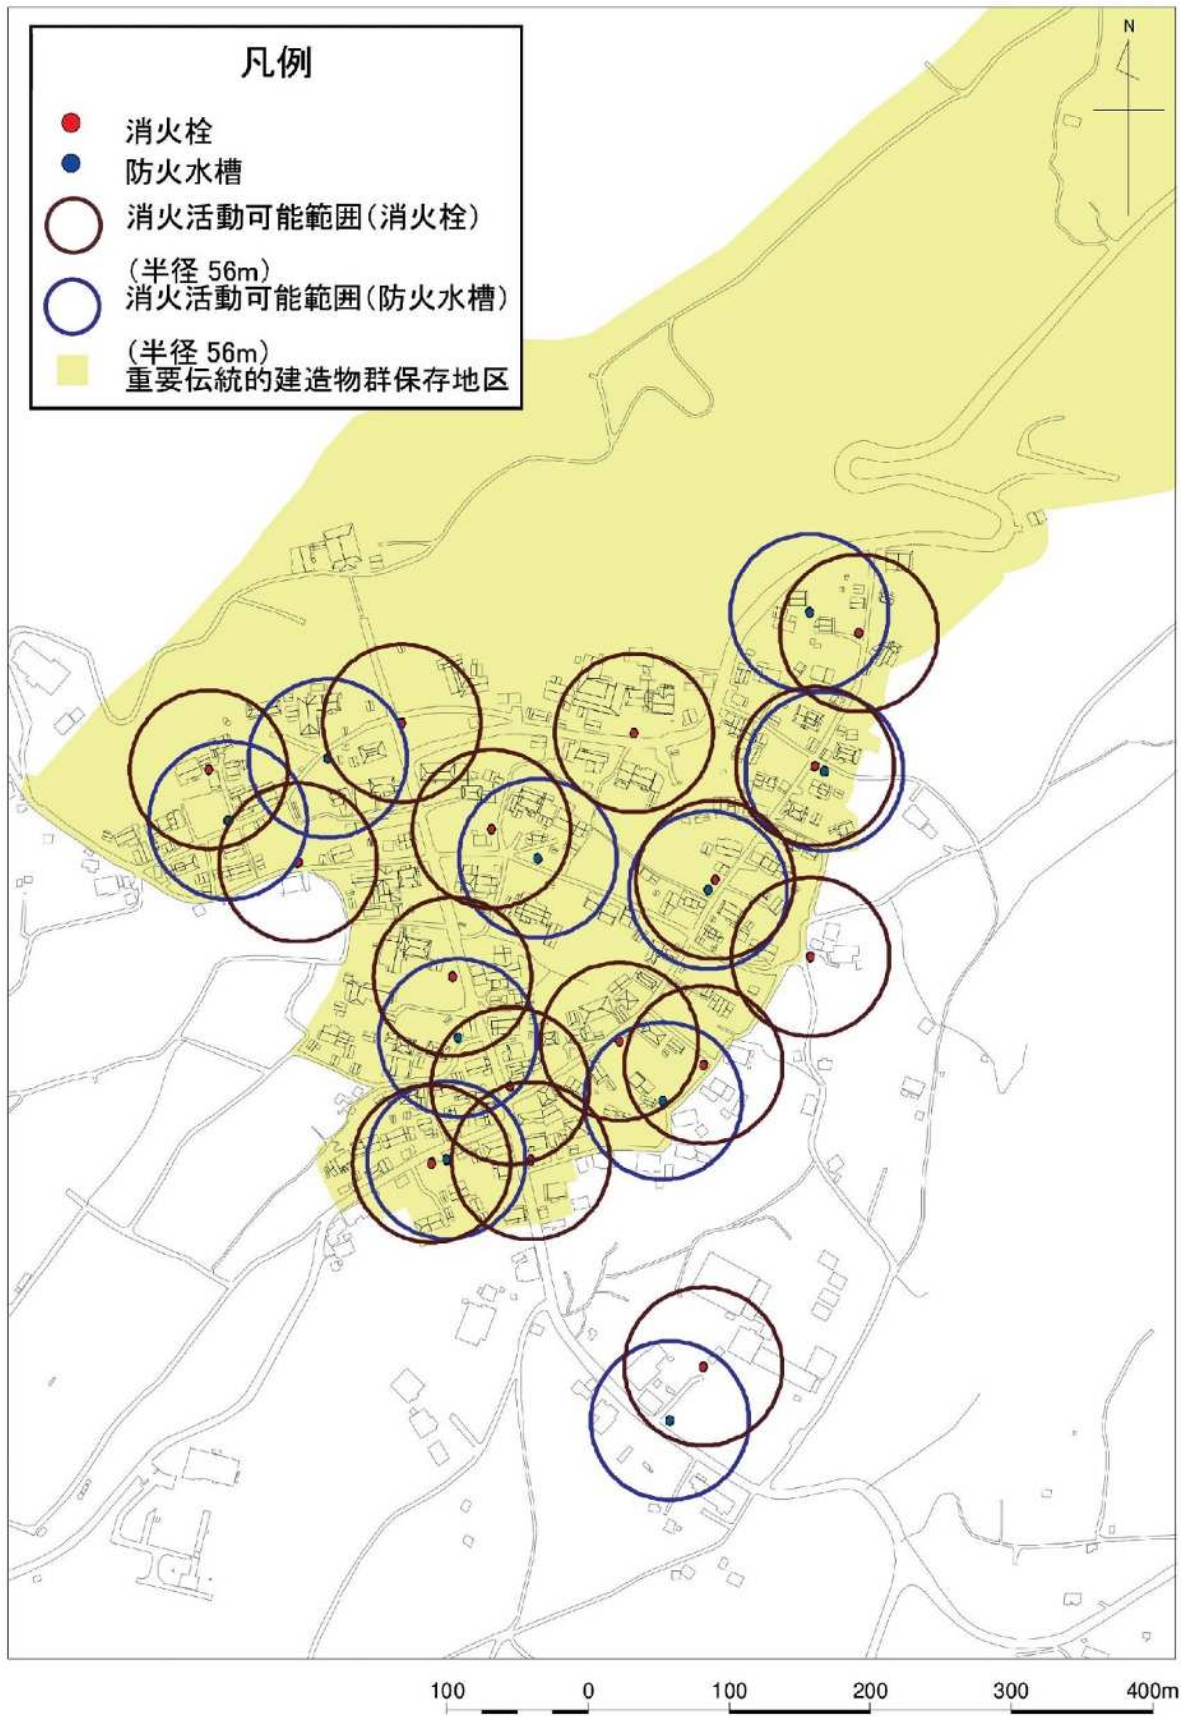 凡例
消火栓
防火水槽
消火活動可能範囲(消火栓)
(半径 56m)
消火活動可能範囲(防火水槽)
(半径 56m)
重要伝統的建造物群保存地区
N
100 0 100 200 300 400m